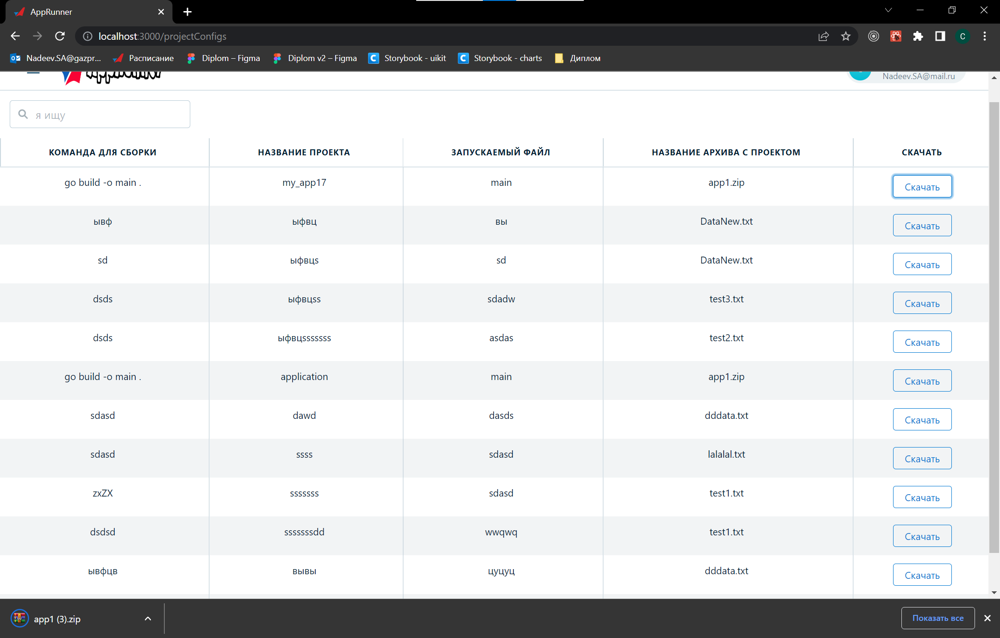 AppRunner
localhost:3000/projectConfigs
Nadeev.SA@gazpr... Расписание Diplom – Figma Diplom v2 – Figma Storybook - uikit Storybook - charts Диплом
C
Nadeev.SA@mail.ru
я ищу
КОМАНДА ДЛЯ СБОРКИ НАЗВАНИЕ ПРОЕКТА ЗАПУСКАЕМЫЙ ФАЙЛ НАЗВАНИЕ АРХИВА С ПРОЕКТОМ СКАЧАТЬ
go build -o main . my_app17 main app1.zip Скачать
ывф ыфвц вы DataNew.txt Скачать
sd ыфвцs sd DataNew.txt Скачать
dsds ыфвцss sdadw test3.txt Скачать
dsds ыфвцsssssss asdas test2.txt Скачать
go build -o main . application main app1.zip Скачать
sdasd dawd dasds dddata.txt Скачать
sdasd ssss sdasd lalalal.txt Скачать
zxZX sssssss sdasd test1.txt Скачать
dsdsd sssssssdd wwqwq test1.txt Скачать
ывфцв вывы цуцуц dddata.txt Скачать
app1 (3).zip Показать все